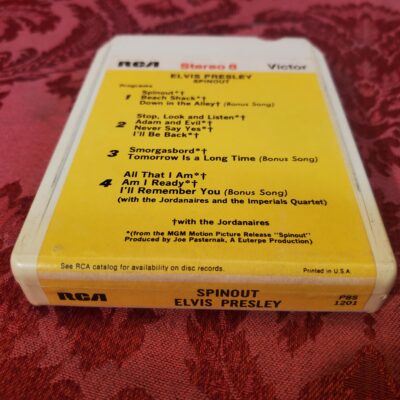 RCA Stereo 8 Victor
ELVIS PRESLEY
SPINOUT
Programs
1 Spinout*†
Beach Shack*†
Down in the Alley† (Bonus Song)
2 Stop, Look and Listen*†
Adam and Evil*†
Never Say Yes*†
I'll Be Back*†
3 Smorgasbord*†
Tomorrow Is a Long Time (Bonus Song)
4 All That I Am*†
Am I Ready*†
I'll Remember You (Bonus Song)
(with the Jordanaires and the Imperials Quartet)
†with the Jordanaires
*(from the MGM Motion Picture Release "Spinout"
Produced by Joe Pasternak, A Euterpe Production)
See RCA catalog for availability on disc records. Printed in U.S.A.
RCA SPINOUT P8S
ELVIS PRESLEY 1201